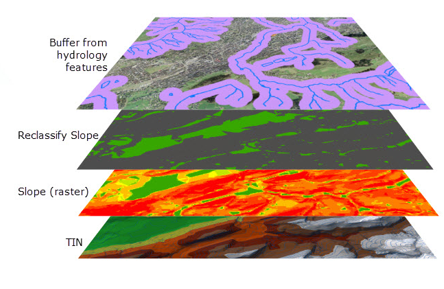 Buffer from
hydrology
features
Reclassify Slope
Slope (raster)
TIN